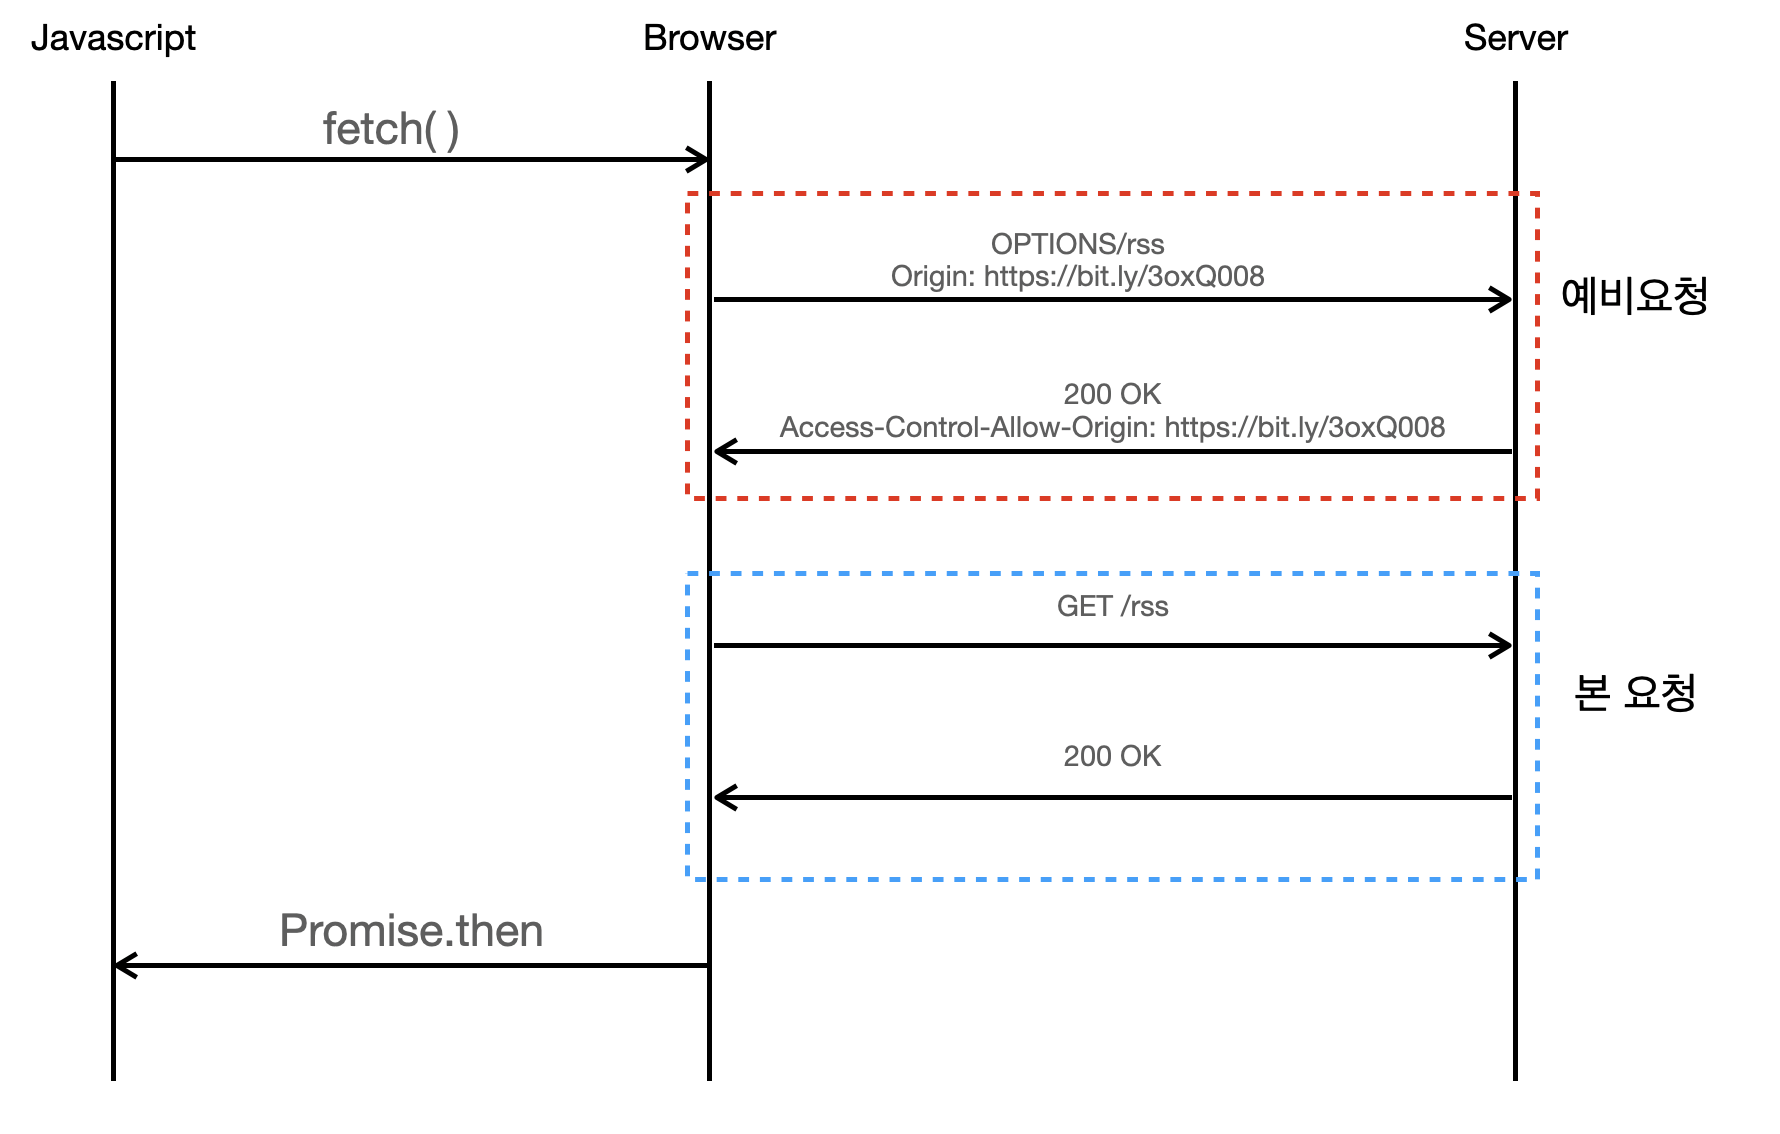 Javascript
Browser
Server
fetch( )
OPTIONS/rss
Origin: https://bit.ly/3oxQ008
예비요청
200 OK
Access-Control-Allow-Origin: https://bit.ly/3oxQ008
GET /rss
본 요청
200 OK
Promise.then